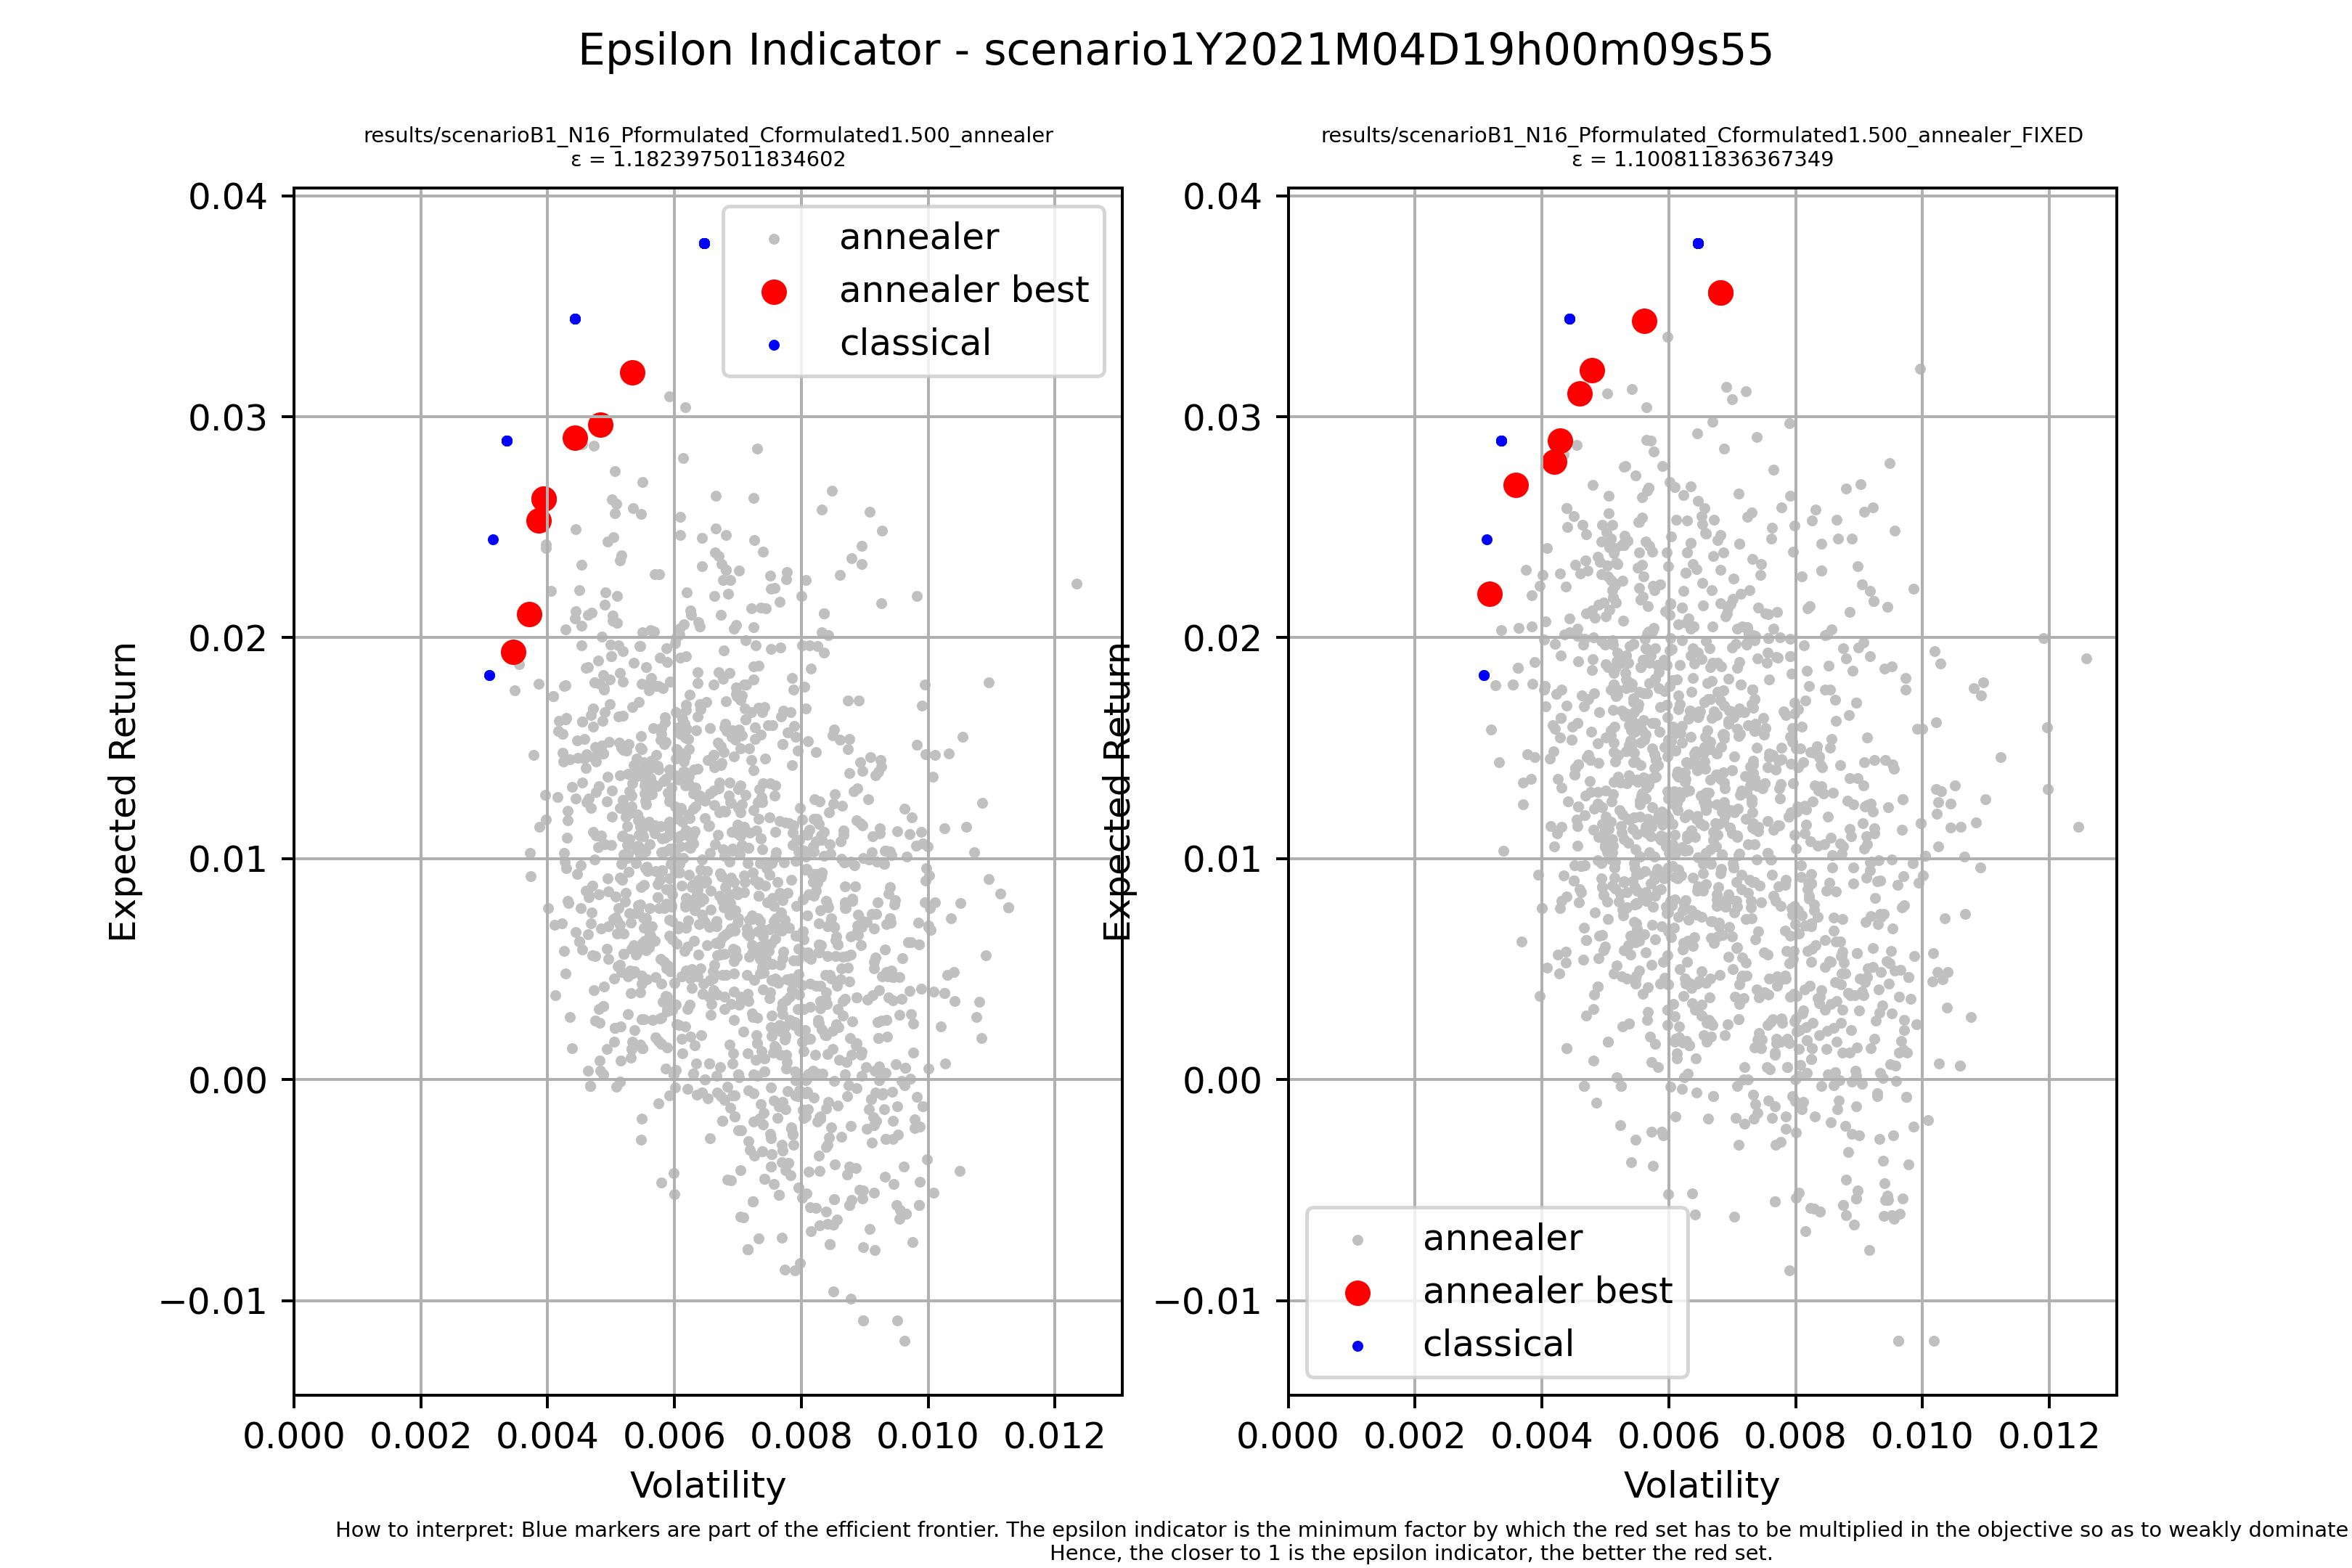 Epsilon Indicator - scenario1Y2021M04D19h00m09s55
results/scenarioB1_N16_Pformulated_Cformulated1.500_annealer
ε = 1.1823975011834602
0.04
0.03
0.02
0.01
0.00
−0.01
Expected Return
annealer
annealer best
classical
0.000 0.002 0.004 0.006 0.008 0.010 0.012
Volatility
results/scenarioB1_N16_Pformulated_Cformulated1.500_annealer_FIXED
ε = 1.100811836367349
0.04
0.03
0.02
0.01
0.00
−0.01
Expected Return
annealer
annealer best
classical
0.000 0.002 0.004 0.006 0.008 0.010 0.012
Volatility
How to interpret: Blue markers are part of the efficient frontier. The epsilon indicator is the minimum factor by which the red set has to be multiplied in the objective so as to weakly dominate
Hence, the closer to 1 is the epsilon indicator, the better the red set.